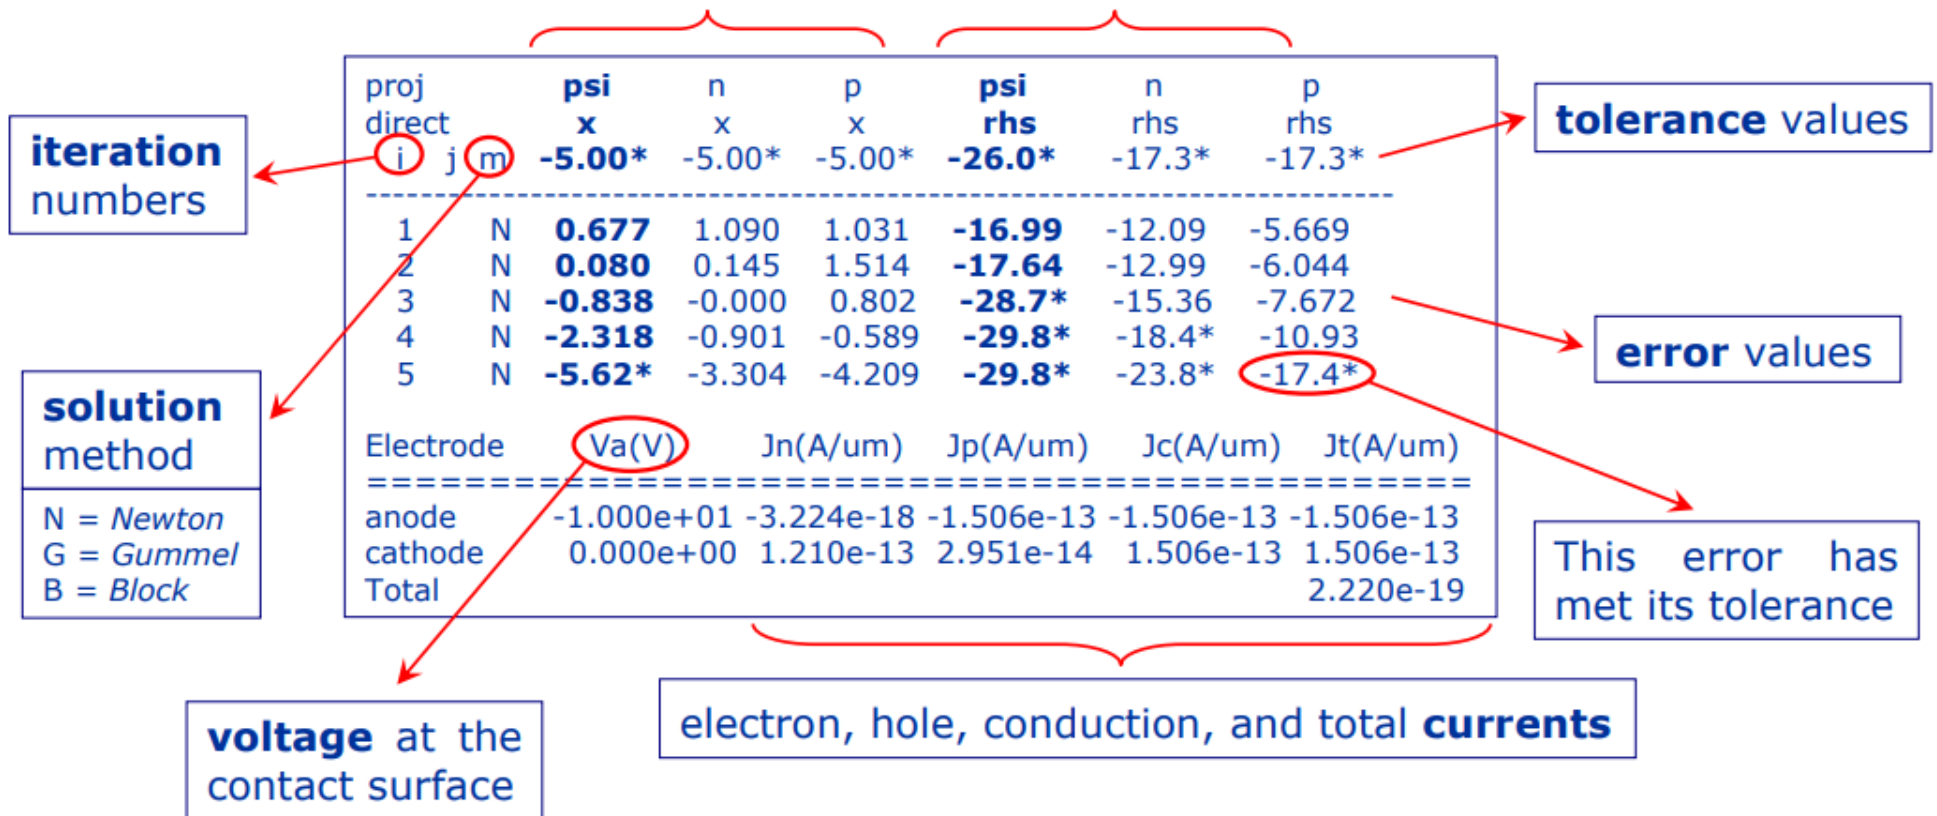 proj psi n p psi n p
direct x x x rhs rhs rhs
i j m -5.00* -5.00* -5.00* -26.0* -17.3* -17.3*
-------------------------------------------------------------------------------
1 N 0.677 1.090 1.031 -16.99 -12.09 -5.669
2 N 0.080 0.145 1.514 -17.64 -12.99 -6.044
3 N -0.838 -0.000 0.802 -28.7* -15.36 -7.672
4 N -2.318 -0.901 -0.589 -29.8* -18.4* -10.93
5 N -5.62* -3.304 -4.209 -29.8* -23.8* -17.4*
Electrode Va(V) Jn(A/um) Jp(A/um) Jc(A/um) Jt(A/um)
==============================================
anode -1.000e+01 -3.224e-18 -1.506e-13 -1.506e-13 -1.506e-13
cathode 0.000e+00 1.210e-13 2.951e-14 1.506e-13 1.506e-13
Total 2.220e-19
iteration
numbers
solution
method
N = Newton
G = Gummel
B = Block
voltage at the
contact surface
electron, hole, conduction, and total currents
tolerance values
error values
This error has
met its tolerance